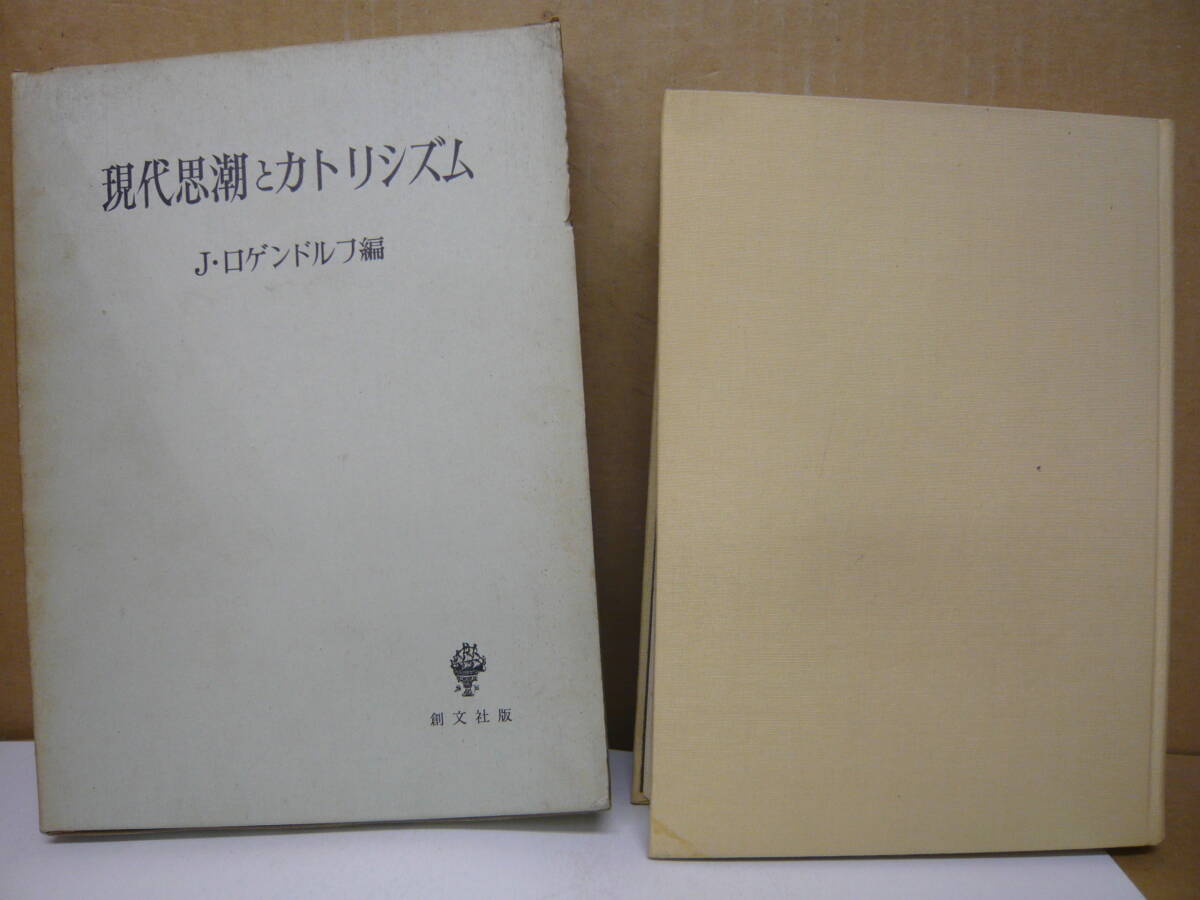 現代思潮とカトリシズム
J・ロゲンドルフ編
創文社版